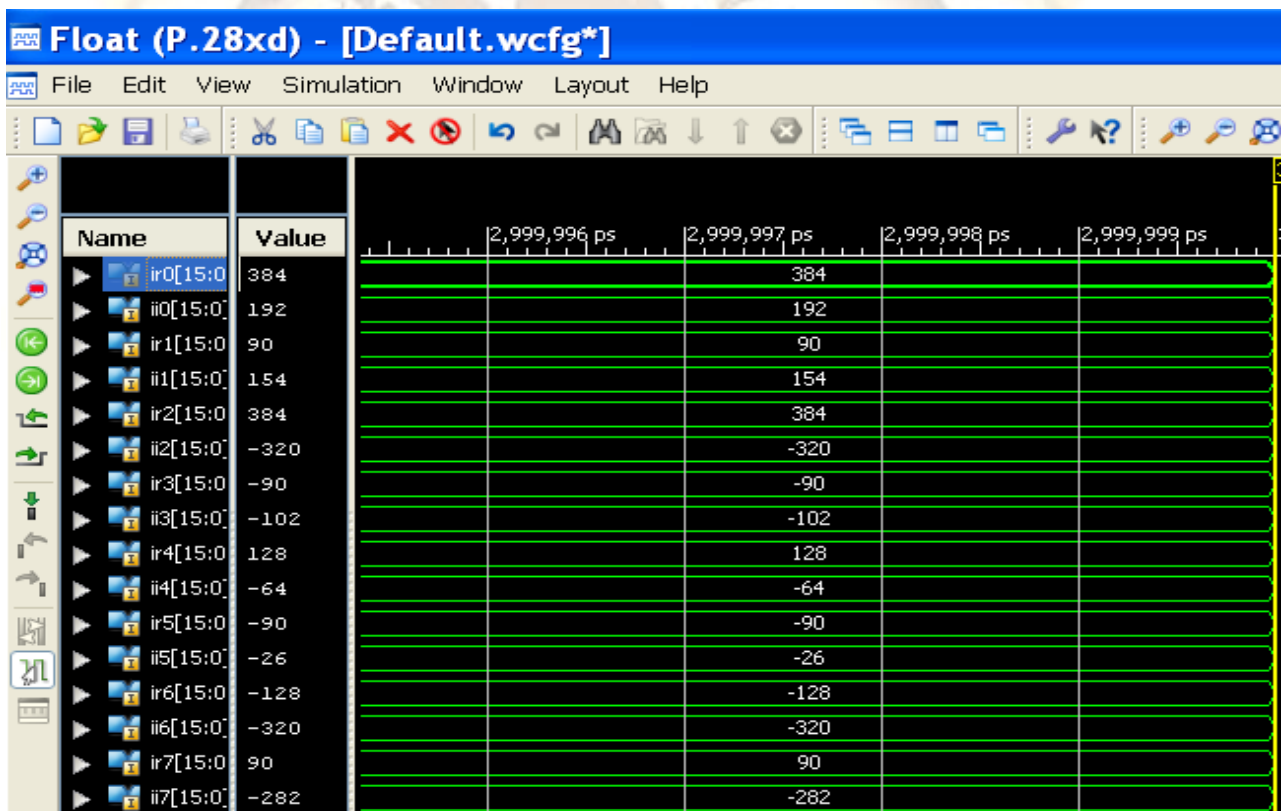 Float (P.28xd) - [Default.wcfg*]
File Edit View Simulation Window Layout Help
2,999,996 ps 2,999,997 ps 2,999,998 ps 2,999,999 ps
Name Value
ir0[15:0 384 384
ii0[15:0] 192 192
ir1[15:0 90 90
ii1[15:0] 154 154
ir2[15:0 384 384
ii2[15:0] -320 -320
ir3[15:0 -90 -90
ii3[15:0] -102 -102
ir4[15:0 128 128
ii4[15:0] -64 -64
ir5[15:0 -90 -90
ii5[15:0] -26 -26
ir6[15:0 -128 -128
ii6[15:0] -320 -320
ir7[15:0 90 90
ii7[15:0] -282 -282